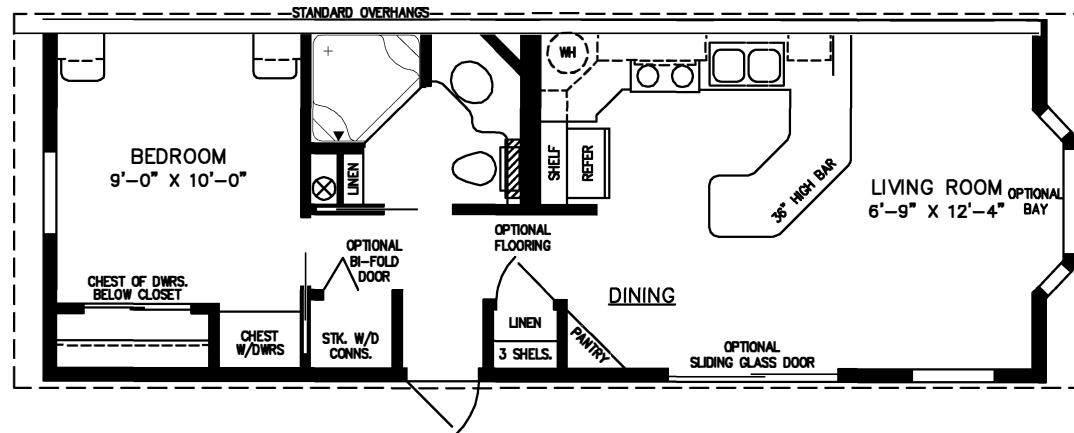 STANDARD OVERHANGS
WH
BEDROOM
9'-0" X 10'-0"
LINEN
SHELF
REFER
36" HIGH BAR
LIVING ROOM
6'-9" X 12'-4"
OPTIONAL
BAY
OPTIONAL
BI-FOLD
DOOR
OPTIONAL
FLOORING
CHEST OF DWRS.
BELOW CLOSET
DINING
CHEST
W/DWRS
STK. W/D
CONNS.
LINEN
3 SHELS.
PANTRY
OPTIONAL
SLIDING GLASS DOOR